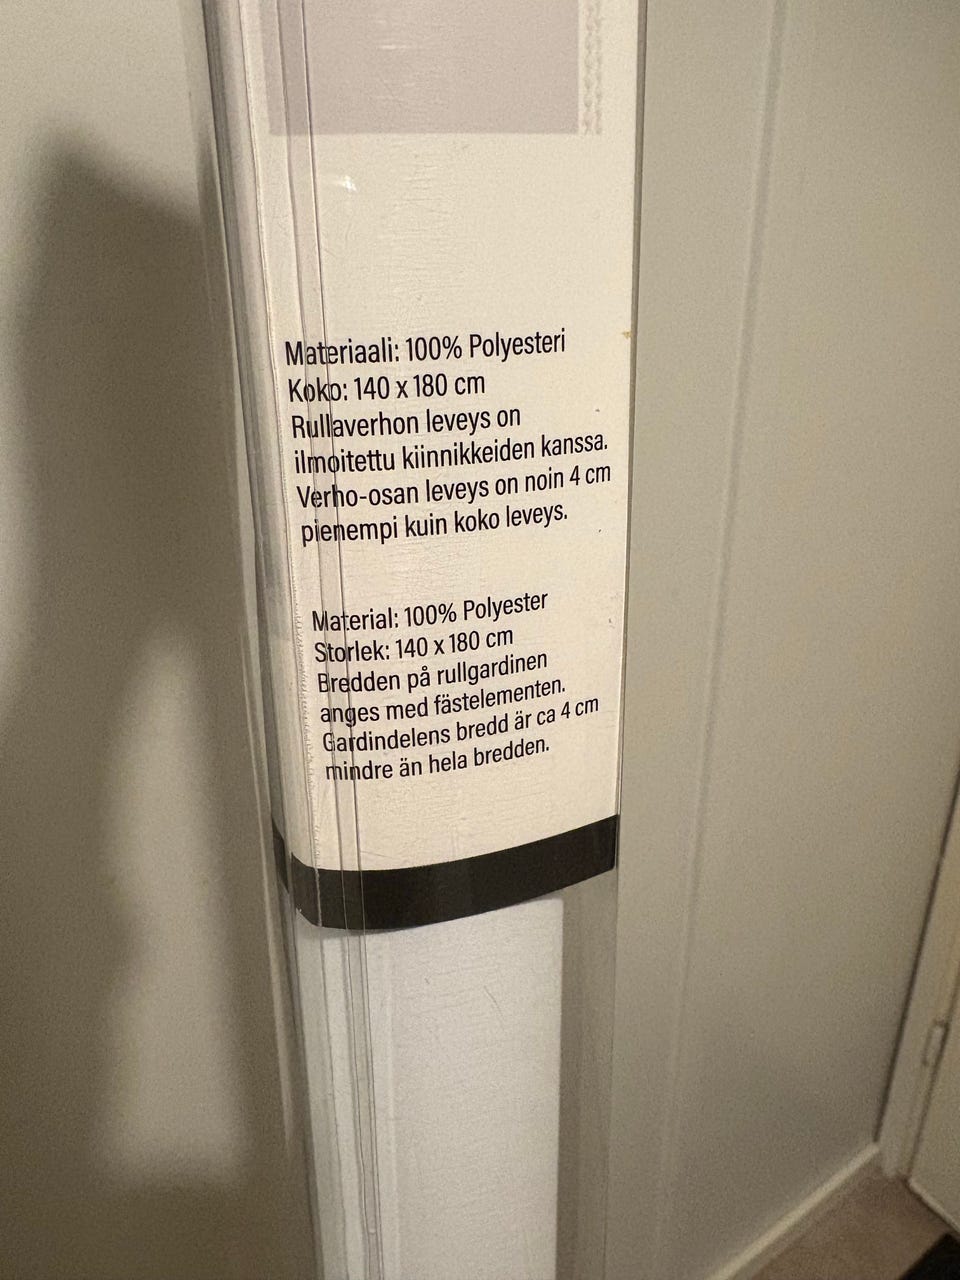 Materiaali: 100% Polyesteri
Koko: 140 x 180 cm
Rullaverhon leveys on
ilmoitettu kiinnikkeiden kanssa.
Verho-osan leveys on noin 4 cm
pienempi kuin koko leveys.
Material: 100% Polyester
Storlek: 140 x 180 cm
Bredden på rullgardinen
anges med fästelementen.
Gardindelens bredd är ca 4 cm
mindre än hela bredden.